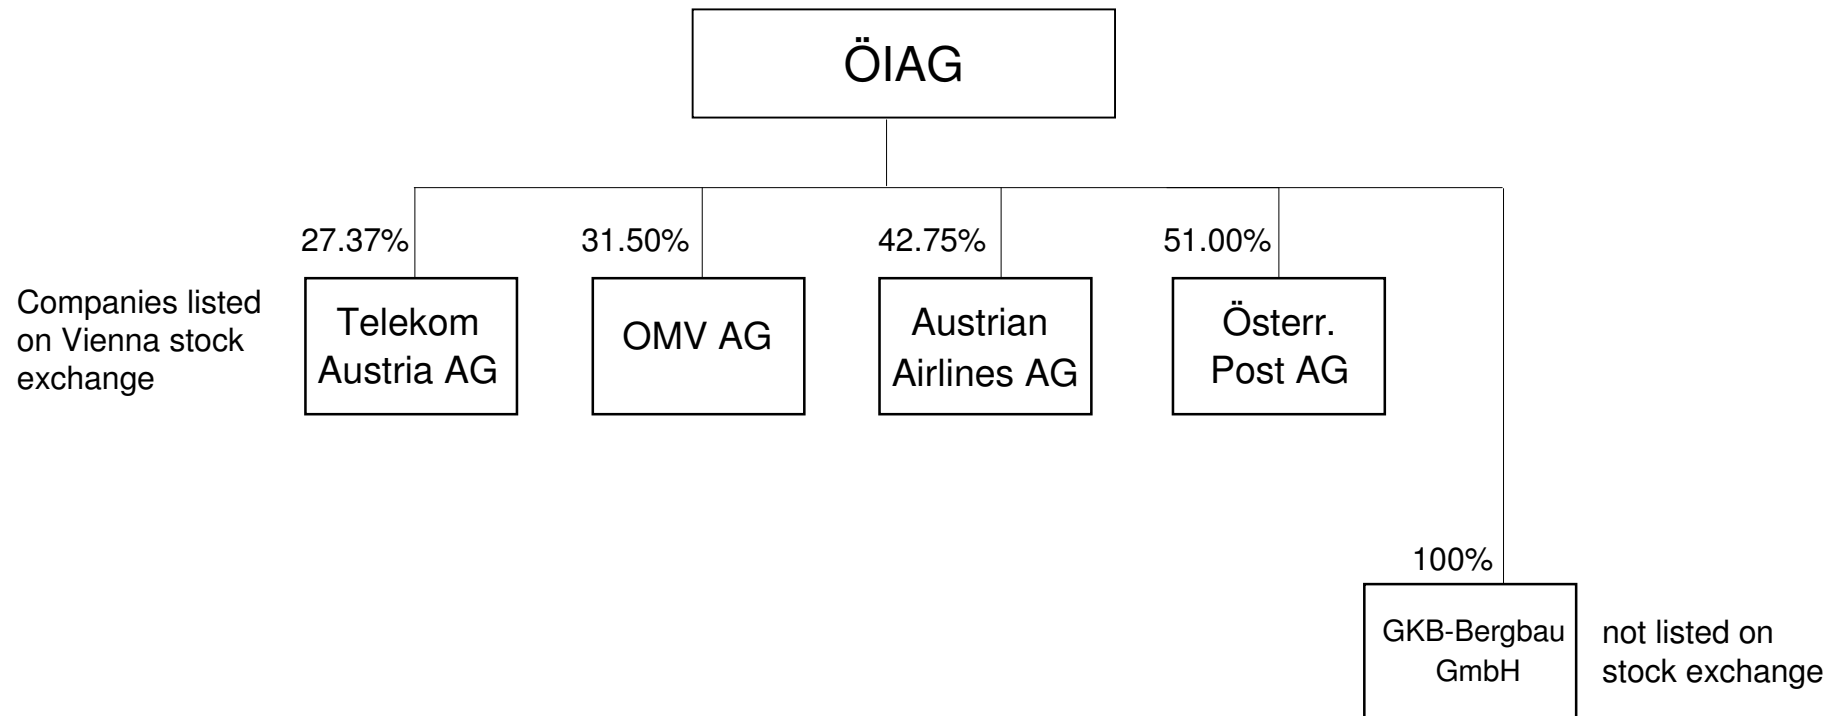 ÖIAG
27.37%
31.50%
42.75%
51.00%
Companies listed
on Vienna stock
exchange
Telekom
Austria AG
OMV AG
Austrian
Airlines AG
Österr.
Post AG
100%
GKB-Bergbau
GmbH
not listed on
stock exchange